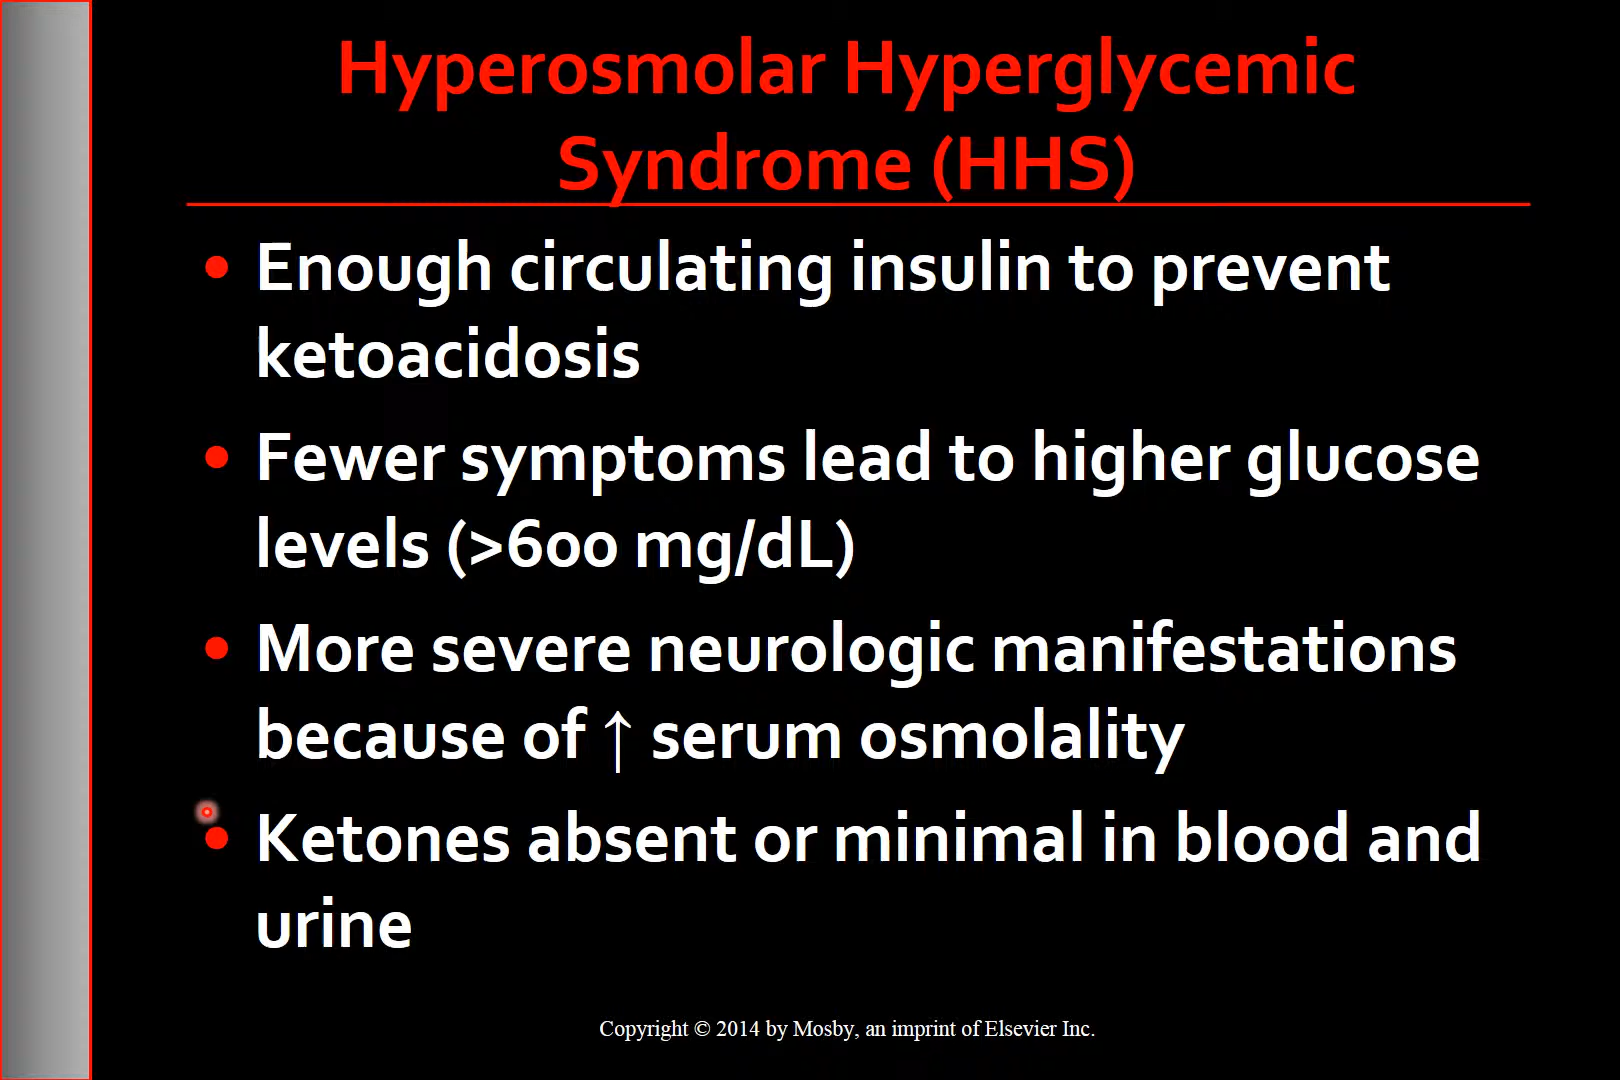 Hyperosmolar Hyperglycemic
Syndrome (HHS)
• Enough circulating insulin to prevent
ketoacidosis
• Fewer symptoms lead to higher glucose
levels (>600 mg/dL)
• More severe neurologic manifestations
because of ↑ serum osmolality
• Ketones absent or minimal in blood and
urine
Copyright © 2014 by Mosby, an imprint of Elsevier Inc.